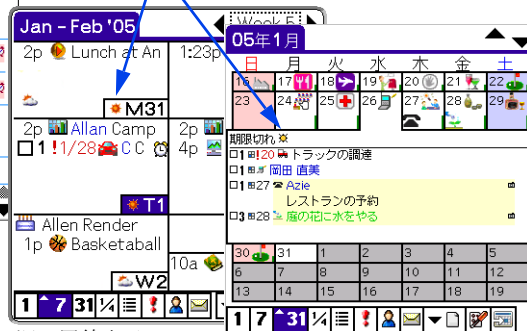 Jan - Feb '05
Week 5
2p Lunch at An
1:23p
M31
2p Allan Camp
2p
1 !1/28 C C
4p
T1
Allen Render
1p Basketaball
10a
W2
1 7 31
05年1月
日 月 火 水 木 金 土
16 17 18 19 20 21 22
23 24 25 26 27 28 29
期限切れ
1 !20 トラックの調達
1 岡田 直美
1 27 Azie
レストランの予約
3 28 庭の花に水をやる
30 31 1 2 3 4 5
6 7 8 9 10 11 12
13 14 15 16 17 18 19
1 7 31